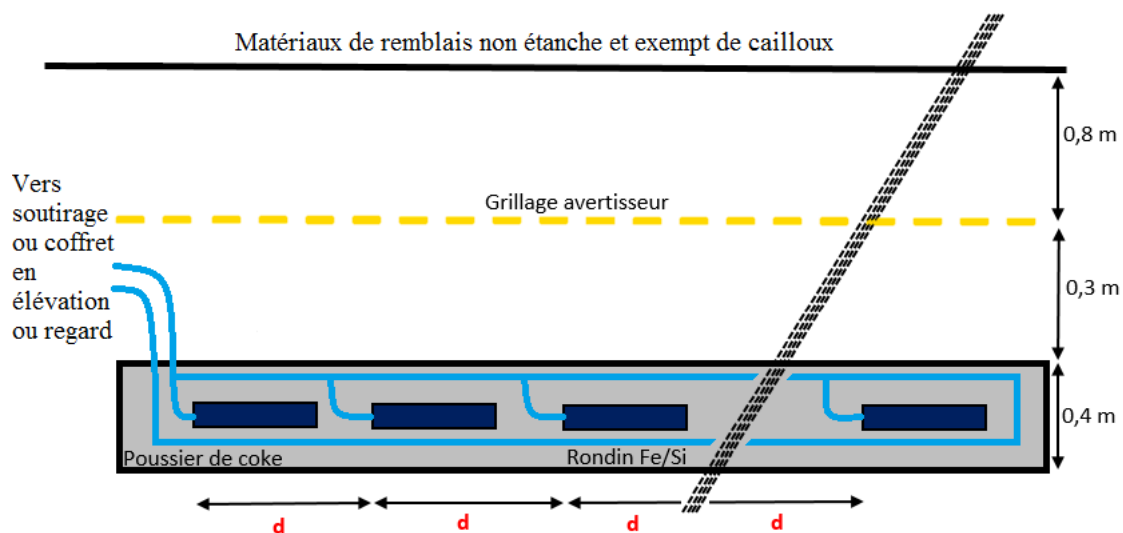 Matériaux de remblais non étanche et exempt de cailloux
0,8 m
Vers
soutirage
ou coffret
en
élévation
ou regard
Grillage avertisseur
0,3 m
0,4 m
Poussier de coke
Rondin Fe/Si
d
d
d
d